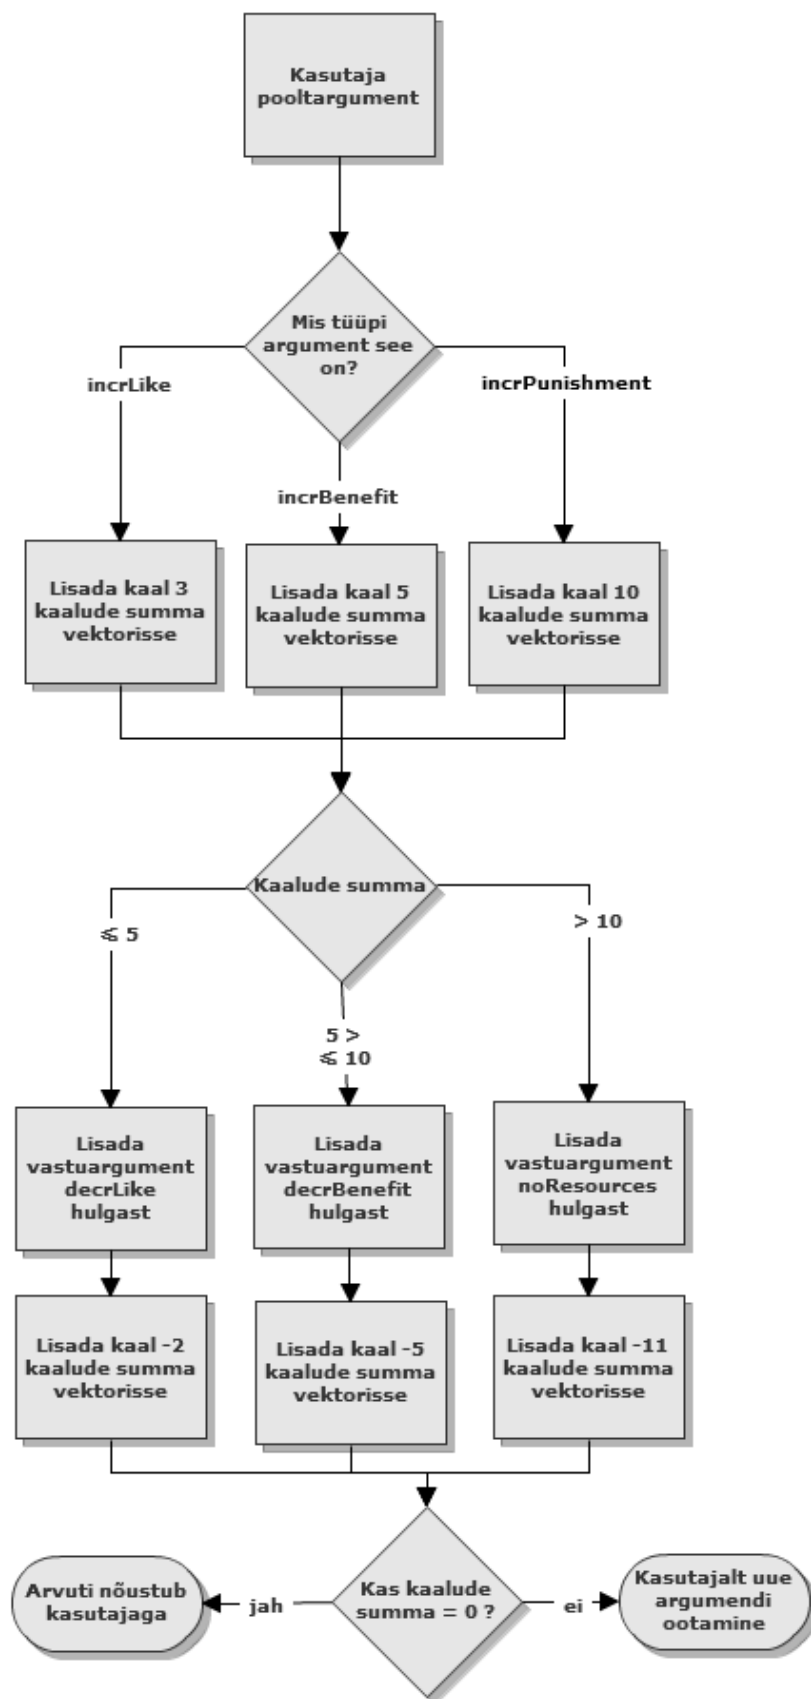 Kasutaja
pooltargument
Mis tüüpi
argument see
on?
incrLike
incrPunishment
incrBenefit
Lisada kaal 3
kaalude summa
vektorisse
Lisada kaal 5
kaalude summa
vektorisse
Lisada kaal 10
kaalude summa
vektorisse
Kaalude summa
⩽ 5
> 10
5 >
⩽ 10
Lisada
vastuargument
decrLike
hulgast
Lisada
vastuargument
decrBenefit
hulgast
Lisada
vastuargument
noResources
hulgast
Lisada kaal -2
kaalude summa
vektorisse
Lisada kaal -5
kaalude summa
vektorisse
Lisada kaal -11
kaalude summa
vektorisse
Arvuti nõustub
kasutajaga
jah
Kas kaalude
summa = 0 ?
ei
Kasutajalt uue
argumendi
ootamine